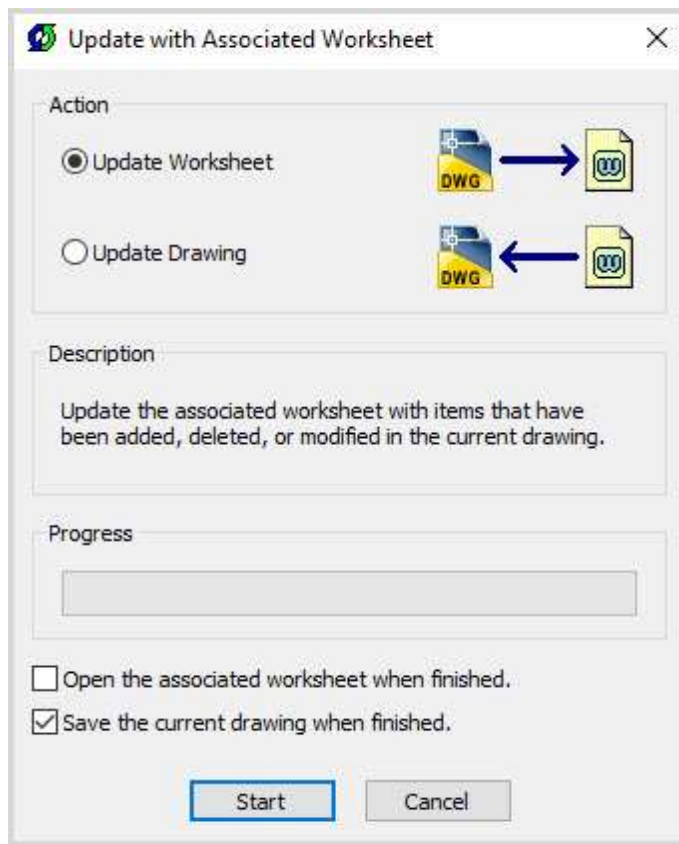 Update with Associated Worksheet
Action
Update Worksheet
DWG
Update Drawing
DWG
Description
Update the associated worksheet with items that have
been added, deleted, or modified in the current drawing.
Progress
Open the associated worksheet when finished.
Save the current drawing when finished.
Start Cancel